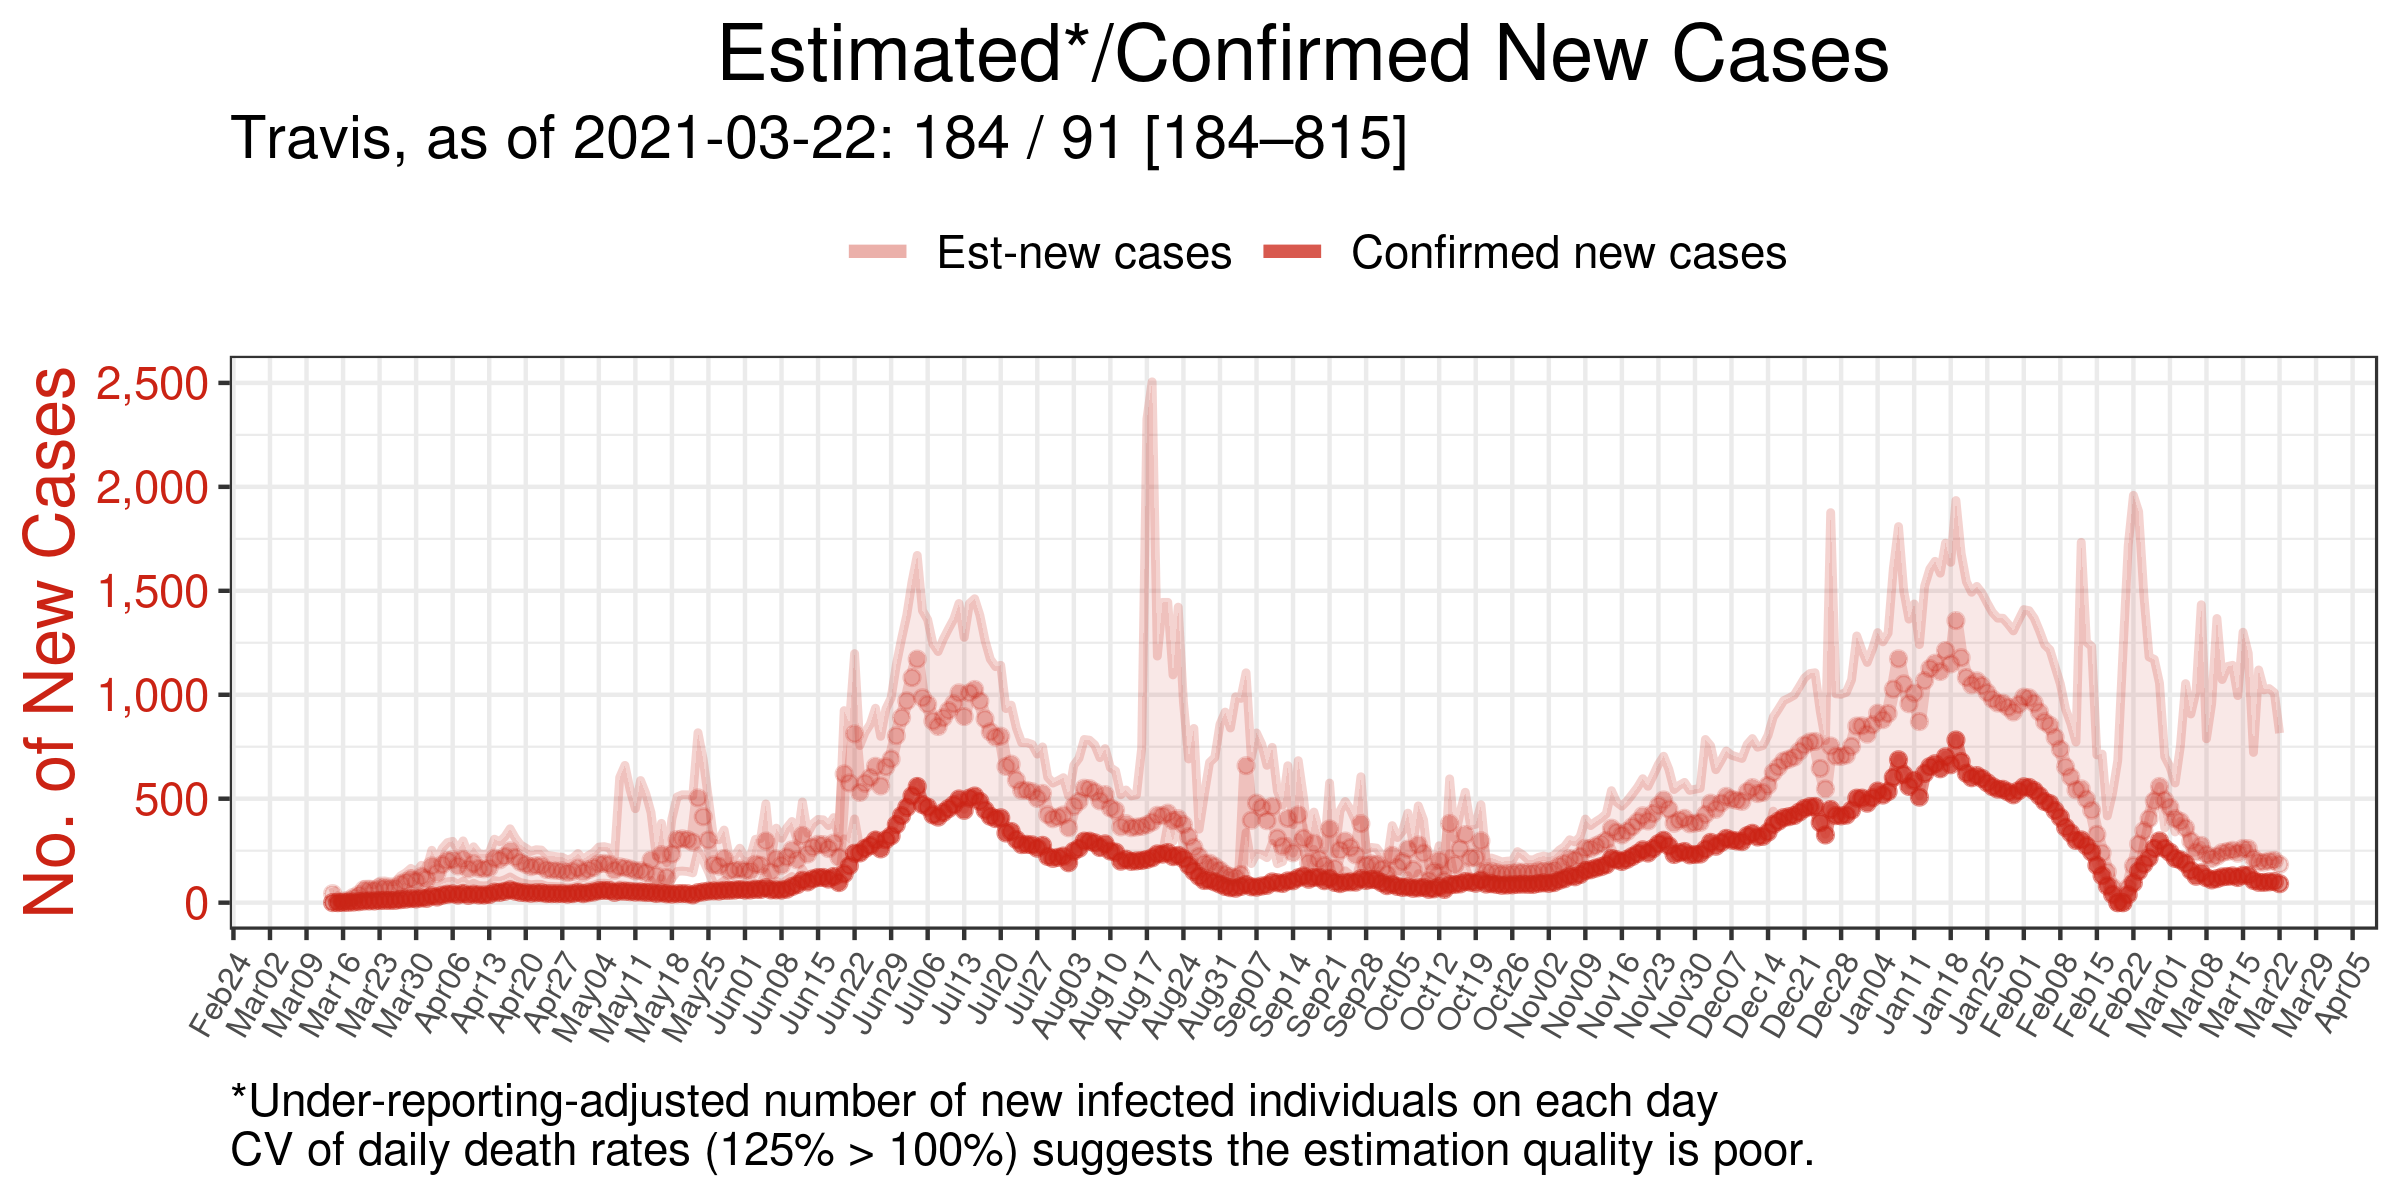 Estimated*/Confirmed New Cases
Travis, as of 2021-03-22: 184 / 91 [184–815]
Est-new cases Confirmed new cases
No. of New Cases
2,500
2,000
1,500
1,000
500
0
Feb24 Mar02 Mar09 Mar16 Mar23 Mar30 Apr06 Apr13 Apr20 Apr27 May04 May11 May18 May25 Jun01 Jun08 Jun15 Jun22 Jun29 Jul06 Jul13 Jul20 Jul27 Aug03 Aug10 Aug17 Aug24 Aug31 Sep07 Sep14 Sep21 Sep28 Oct05 Oct12 Oct19 Oct26 Nov02 Nov09 Nov16 Nov23 Nov30 Dec07 Dec14 Dec21 Dec28 Jan04 Jan11 Jan18 Jan25 Feb01 Feb08 Feb15 Feb22 Mar01 Mar08 Mar15 Mar22 Mar29 Apr05
*Under-reporting-adjusted number of new infected individuals on each day
CV of daily death rates (125% > 100%) suggests the estimation quality is poor.